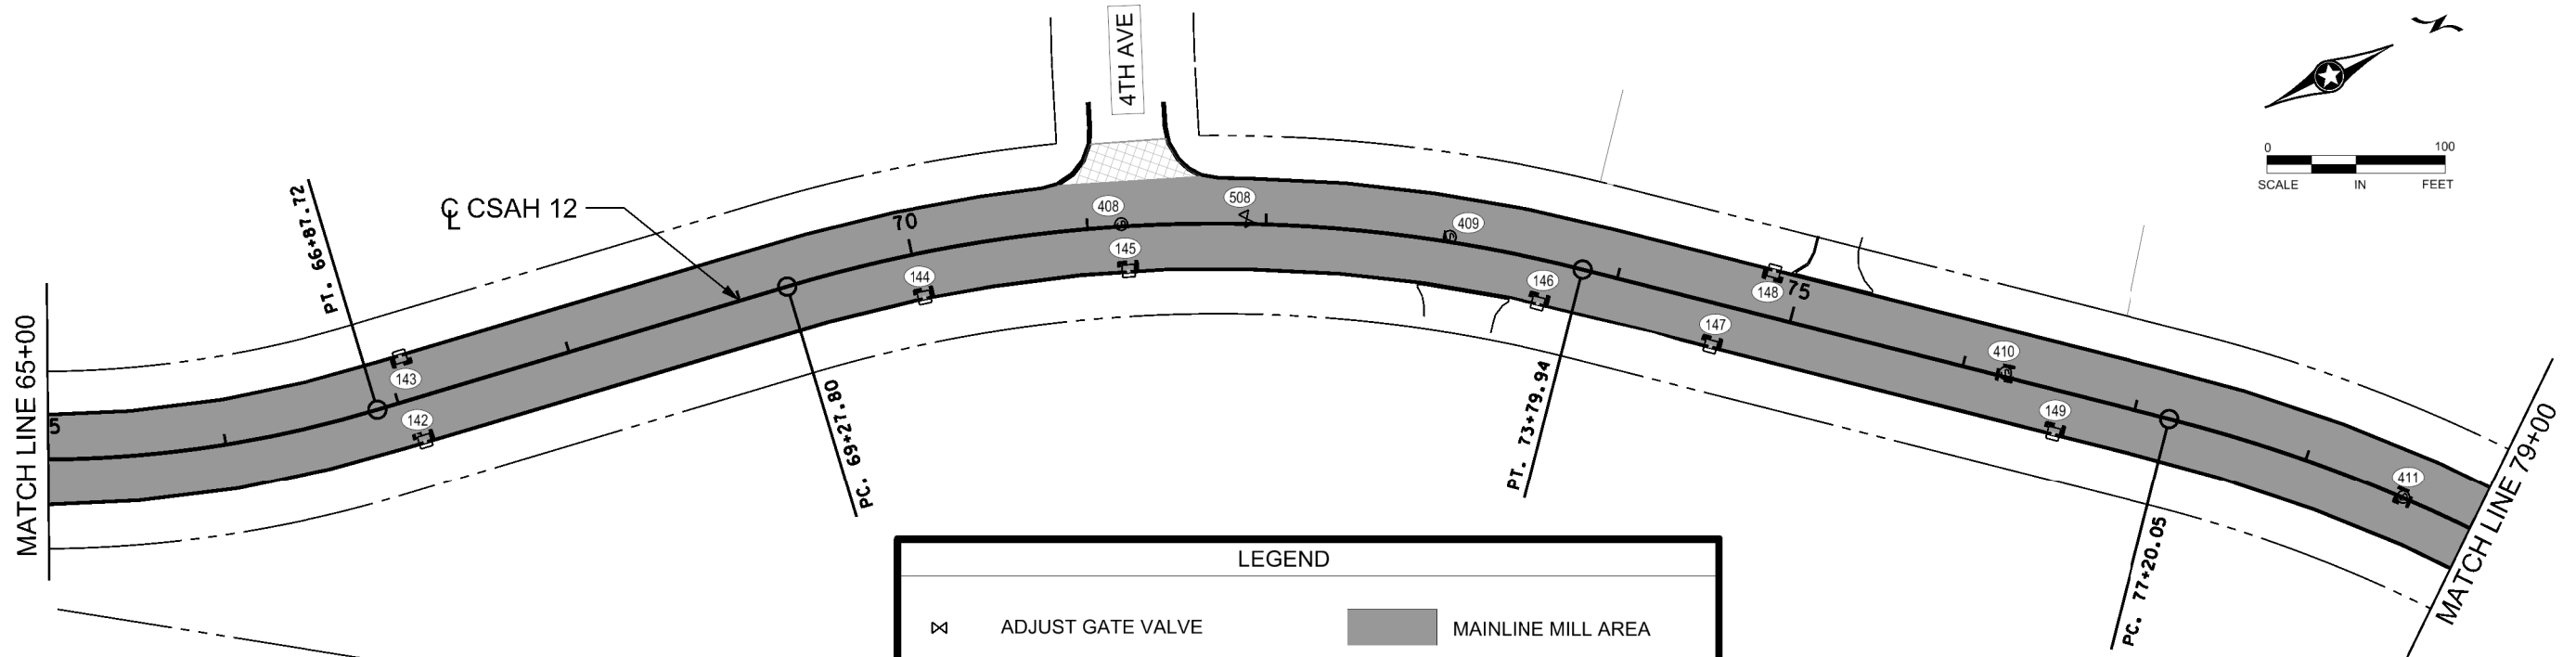 4TH AVE
0 100
SCALE IN FEET
PT. 66+87.72
℄ CSAH 12
70
408
508
409
145
144
146
148
75
147
143
142
410
149
411
5
MATCH LINE 65+00
PC. 69+27.80
PT. 73+79.94
PC. 77+20.05
MATCH LINE 79+00
LEGEND
ADJUST GATE VALVE
MAINLINE MILL AREA